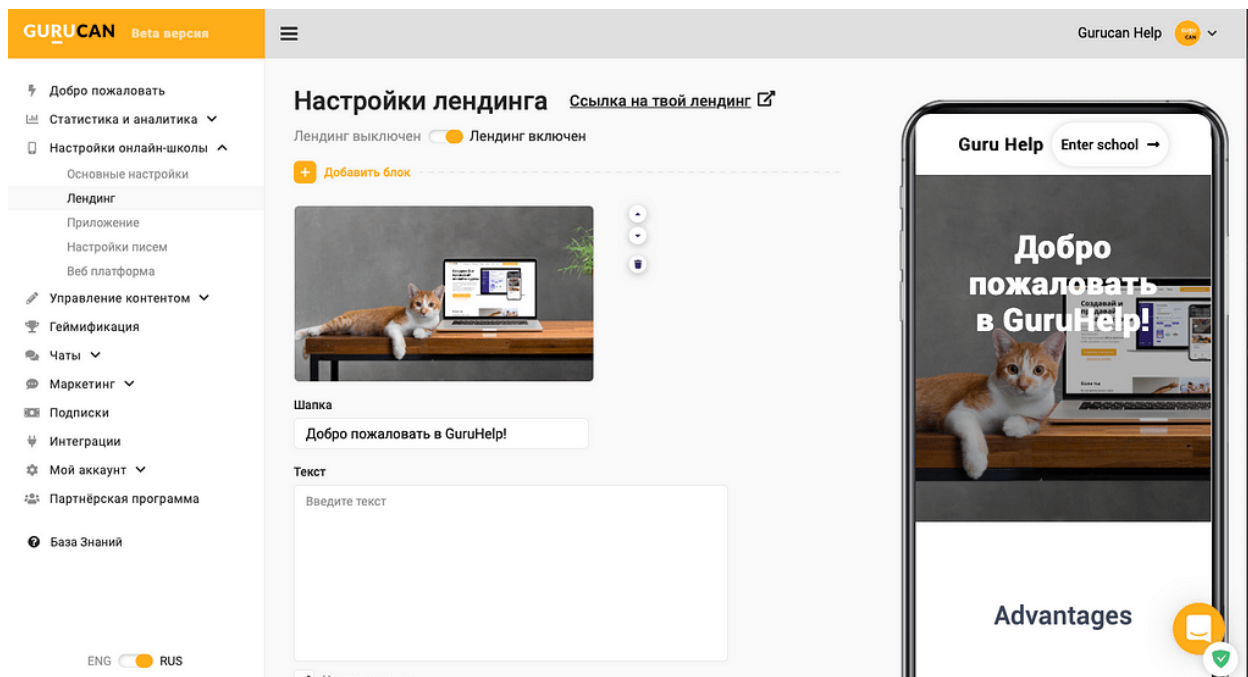 GURUCAN Beta версия
Gurucan Help
Добро пожаловать
Статистика и аналитика
Настройки онлайн-школы
Основные настройки
Лендинг
Приложение
Настройки писем
Веб платформа
Управление контентом
Геймификация
Чаты
Маркетинг
Подписки
Интеграции
Мой аккаунт
Партнёрская программа
База Знаний
ENG RUS
Настройки лендинга Ссылка на твой лендинг
Лендинг выключен Лендинг включен
Добавить блок
Шапка
Добро пожаловать в GuruHelp!
Текст
Введите текст
Guru Help Enter school →
Добро
пожаловать
в GuruHelp!
Создавай и
Advantages